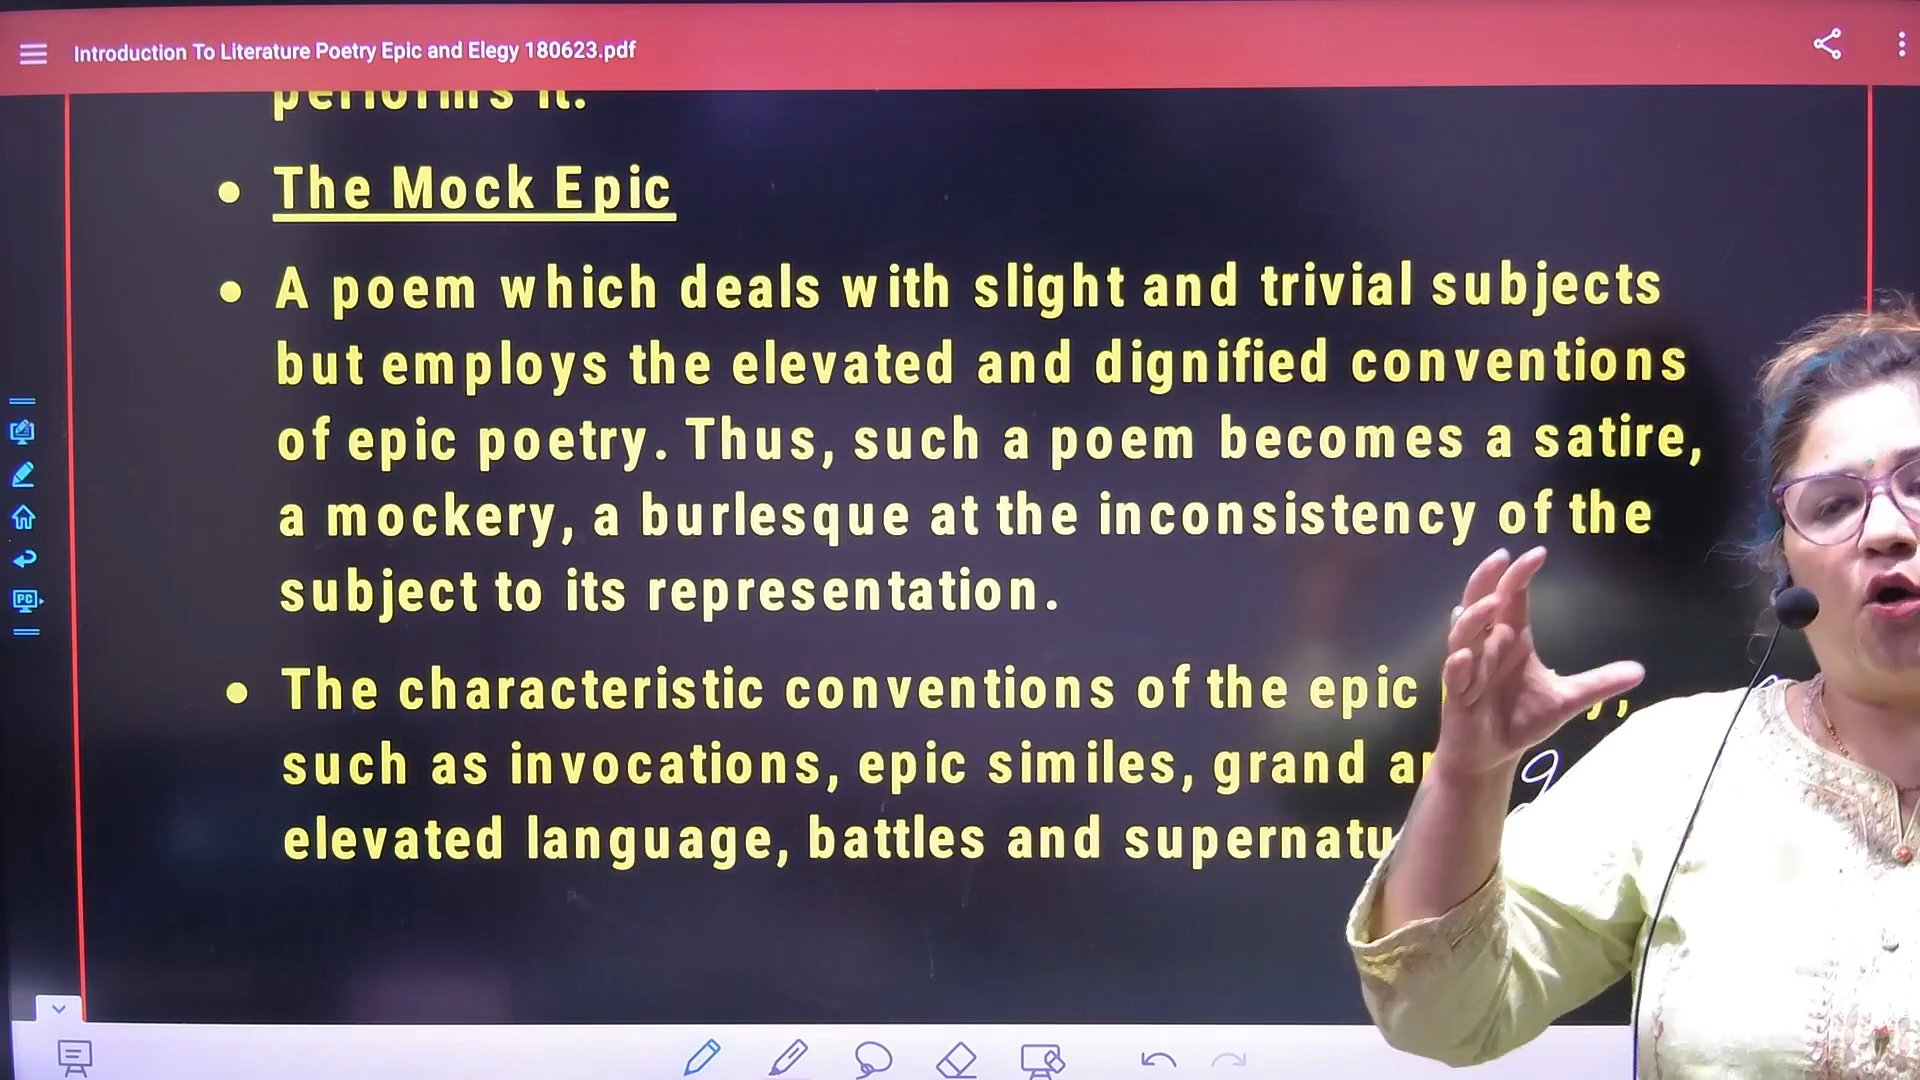 Introduction To Literature Poetry Epic and Elegy 180623.pdf
performs it.
• The Mock Epic
• A poem which deals with slight and trivial subjects
but employs the elevated and dignified conventions
of epic poetry. Thus, such a poem becomes a satire,
a mockery, a burlesque at the inconsistency of the
subject to its representation.
• The characteristic conventions of the epic
such as invocations, epic similes, grand
elevated language, battles and
PC